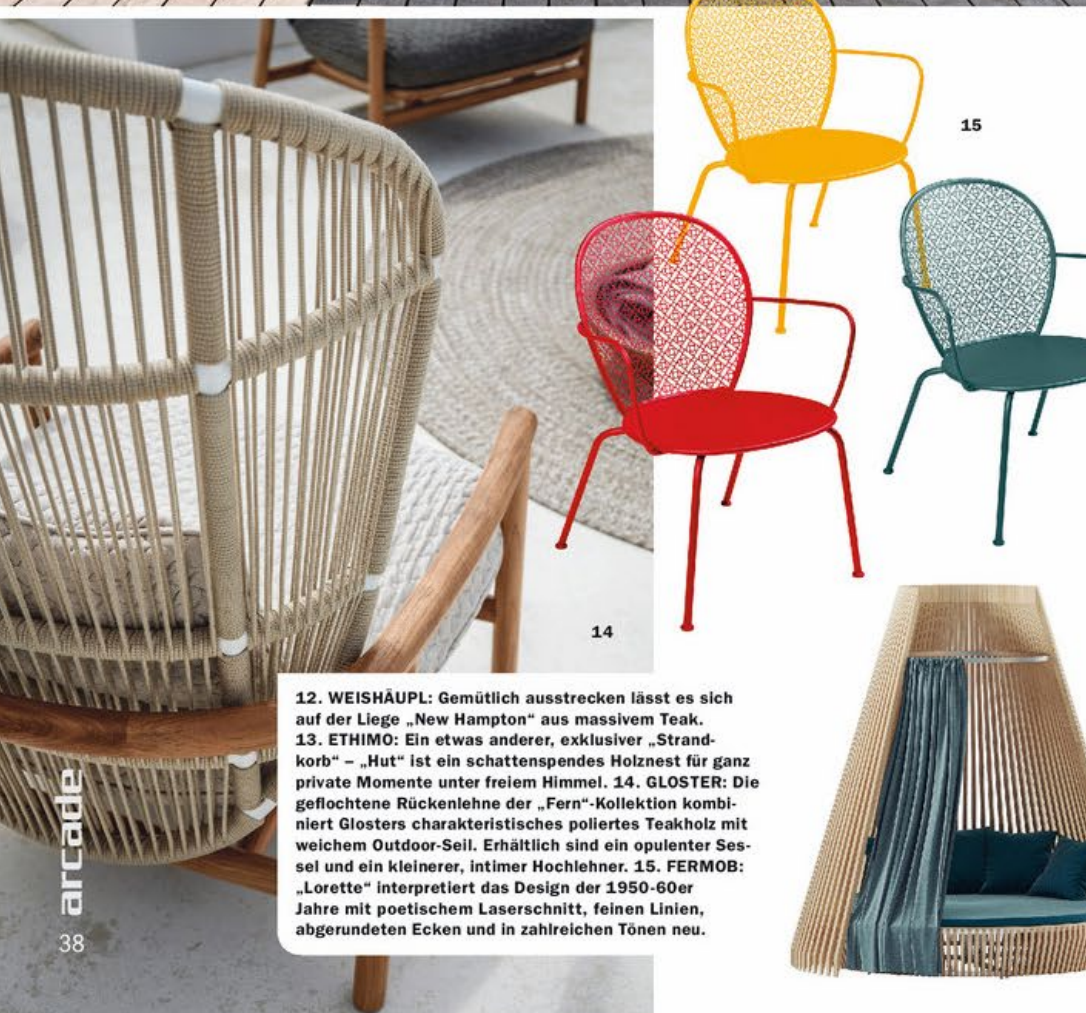 15
14
12. WEISHÄUPL: Gemütlich ausstrecken lässt es sich
auf der Liege „New Hampton“ aus massivem Teak.
13. ETHIMO: Ein etwas anderer, exklusiver „Strand-
korb“ – „Hut“ ist ein schattenspendes Holznest für ganz
private Momente unter freiem Himmel. 14. GLOSTER: Die
geflochtene Rückenlehne der „Fern“-Kollektion kombi-
niert Glosters charakteristisches poliertes Teakholz mit
weichem Outdoor-Seil. Erhältlich sind ein opulenter Ses-
sel und ein kleinerer, intimer Hochlehner. 15. FERMOB:
„Lorette“ interpretiert das Design der 1950-60er
Jahre mit poetischem Laserschnitt, feinen Linien,
abgerundeten Ecken und in zahlreichen Tönen neu.
arcade
38